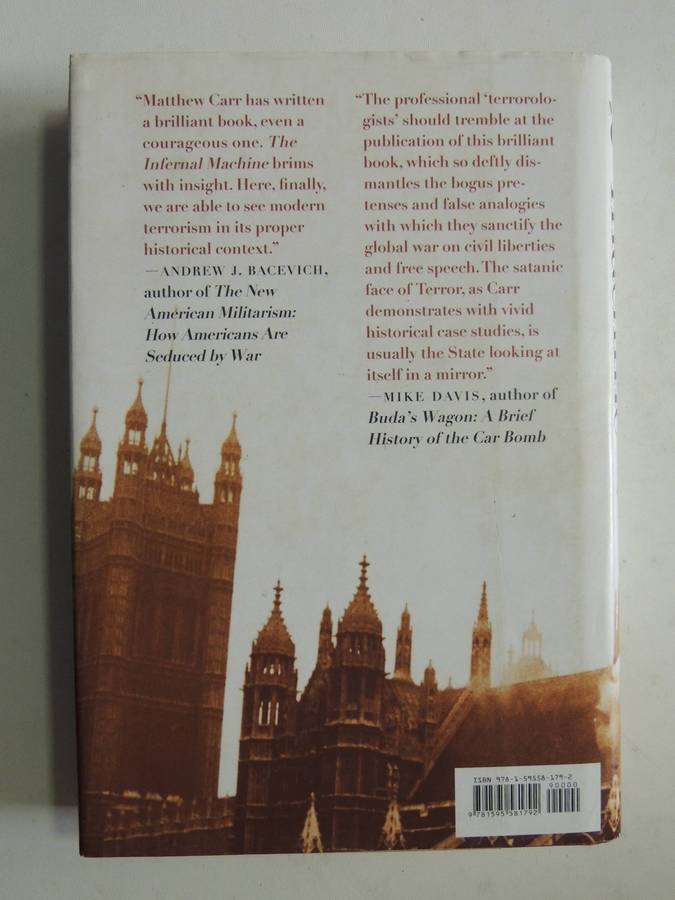 “Matthew Carr has written
a brilliant book, even a
courageous one. The
Infernal Machine brims
with insight. Here, finally,
we are able to see modern
terrorism in its proper
historical context.”
—ANDREW J. BACEVICH,
author of The New
American Militarism:
How Americans Are
Seduced by War
“The professional ‘terrorolo-
gists’ should tremble at the
publication of this brilliant
book, which so deftly dis-
mantles the bogus pre-
tenses and false analogies
with which they sanctify the
global war on civil liberties
and free speech. The satanic
face of Terror, as Carr
demonstrates with vivid
historical case studies, is
usually the State looking at
itself in a mirror.”
—MIKE DAVIS, author of
Buda’s Wagon: A Brief
History of the Car Bomb
ISBN 978-1-59558-179-2
90000
9 781595 581792